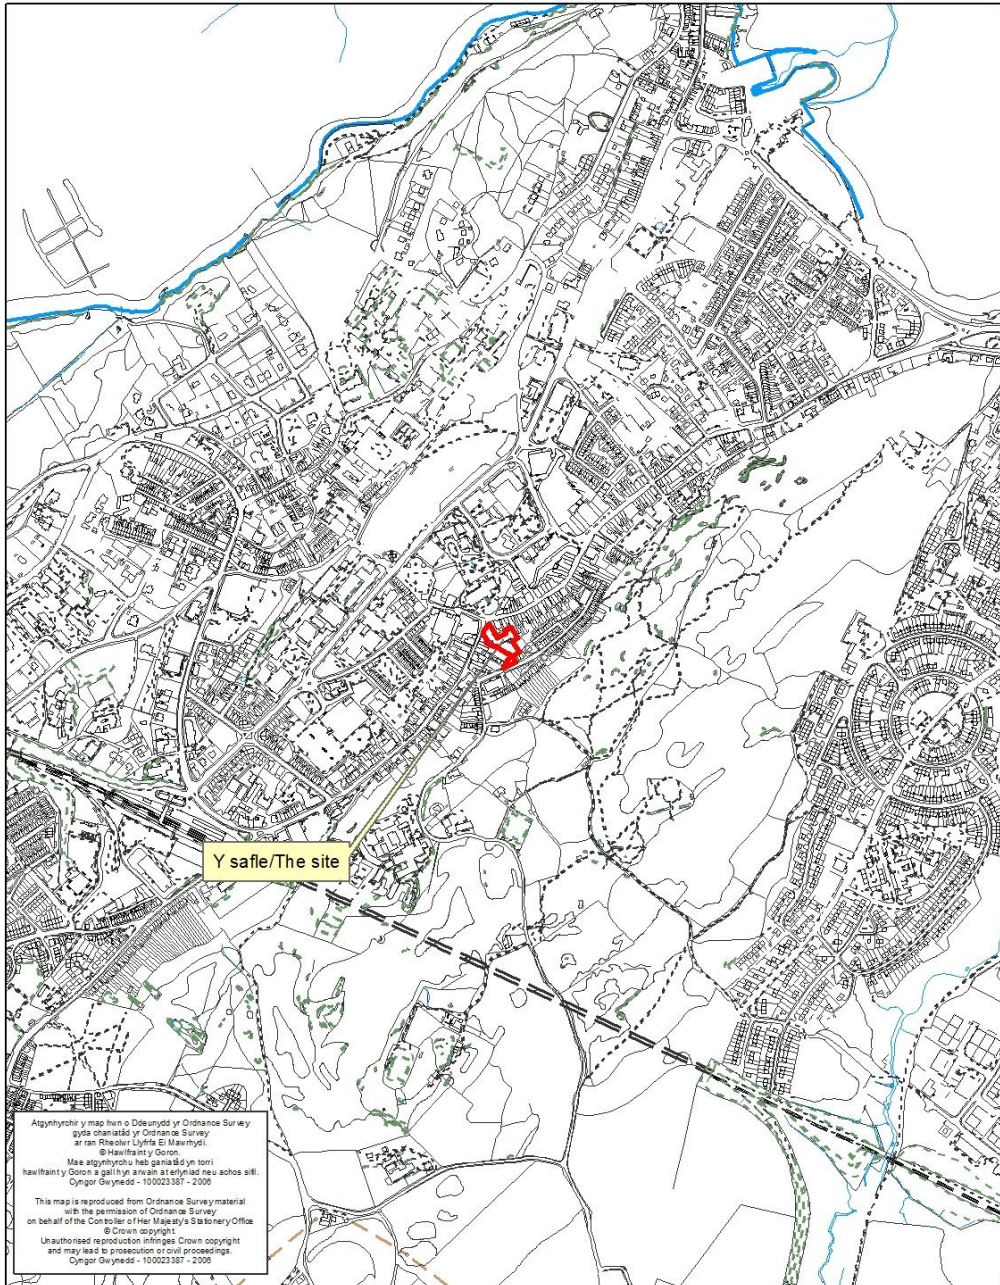 Y safle/The site
Atgynhyrchir y map hwn o Ddeunydd yr Ordnance Survey
gyda chaniatâd yr Ordnance Survey
ar ran Rheolwr Llyfrfa Ei Mawrhydi.
© Hawlfraint y Goron.
Mae atgynhyrchu heb ganiatâd yn torri
hawlfraint y Goron a gall hyn arwain at erlyniad neu achos sifil.
Cyngor Gwynedd - 100023387 - 2006
This map is reproduced from Ordnance Survey material
with the permission of Ordnance Survey
on behalf of the Controller of Her Majesty's Stationery Office
© Crown copyright.
Unauthorised reproduction infringes Crown copyright
and may lead to prosecution or civil proceedings.
Cyngor Gwynedd - 100023387 - 2006